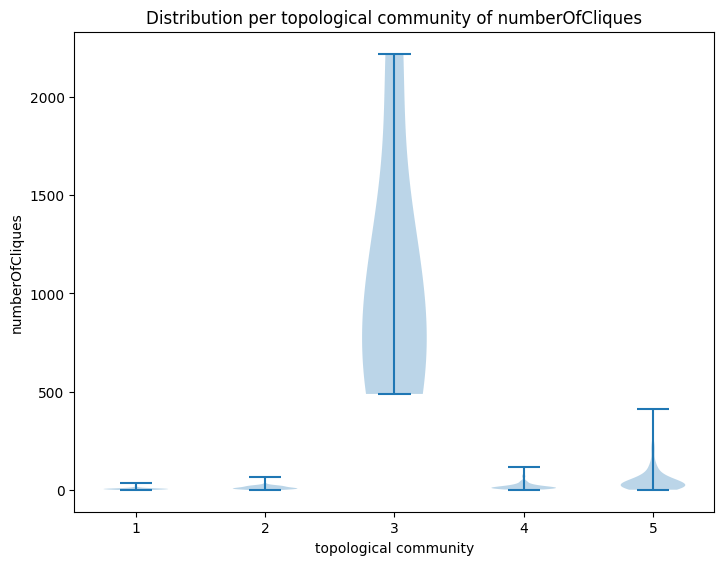 Distribution per topological community of numberOfCliques
numberOfCliques
2000
1500
1000
500
0
1 2 3 4 5
topological community